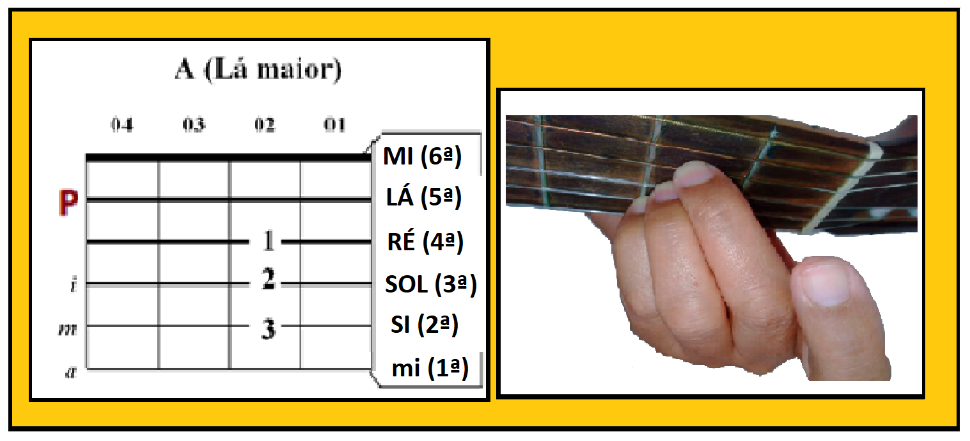 A (Lá maior)
04 03 02 01
MI (6ª)
P LÁ (5ª)
1 RÉ (4ª)
i 2 SOL (3ª)
m 3 SI (2ª)
a mi (1ª)